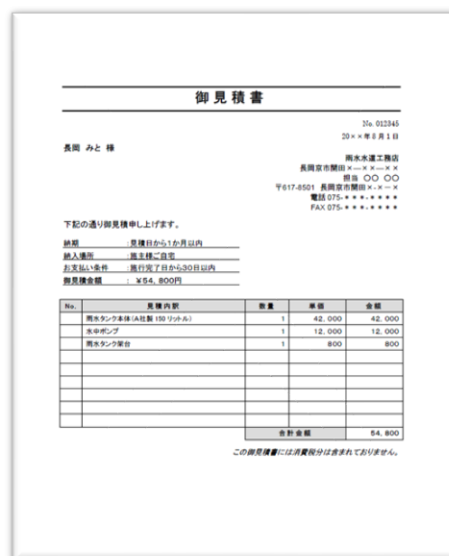 御見積書
No. 012345
20××年8月1日
長岡 みと 様
雨水水道工務店
長岡京市開田×―×―××
担当 〇〇 〇〇
〒617-8501 長岡京市開田×-×-×
電話 075-***-****
FAX 075-***-****
下記の通り御見積申し上げます。
納期 :見積日から1か月以内
納入場所 :施主様ご自宅
お支払い条件 :施行完了日から30日以内
御見積金額 : ¥54,800円
No. 見積内訳 数量 単価 金額
雨水タンク本体(A社製 150リットル) 1 42,000 42,000
水中ポンプ 1 12,000 12,000
雨水タンク架台 1 800 800
合計金額 54,800
この御見積書には消費税分は含まれておりません。